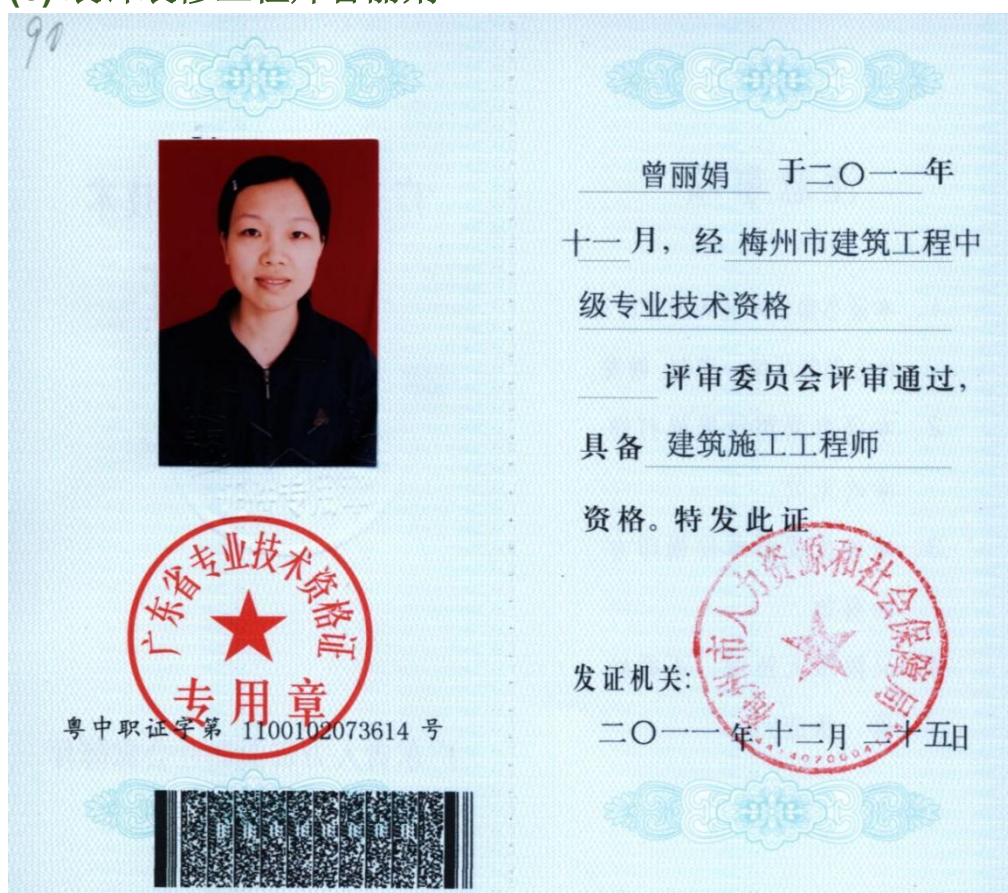 90
曾丽娟 于二〇一一年
十一月，经 梅州市建筑工程中
级专业技术资格
评审委员会评审通过，
具备 建筑施工工程师
资格。特发此证
广东省专业技术资格证
专用章
粤中职证字第 1100102073614 号
梅州市人力资源和社会保障局
发证机关：
二〇一一年十二月二十五日